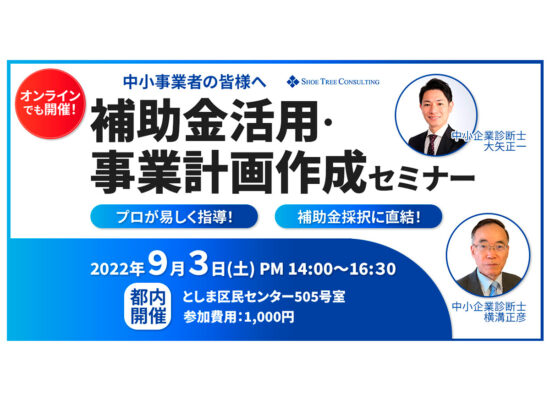 オンライン
でも開催！
中小事業者の皆様へ
SHOE TREE CONSULTING
補助金活用・
事業計画作成セミナー
中小企業診断士
大矢正一
プロが易しく指導！
補助金採択に直結！
2022年9月3日(土) PM 14:00～16:30
都内
開催
としま区民センター505号室
参加費用：1,000円
中小企業診断士
横溝正彦